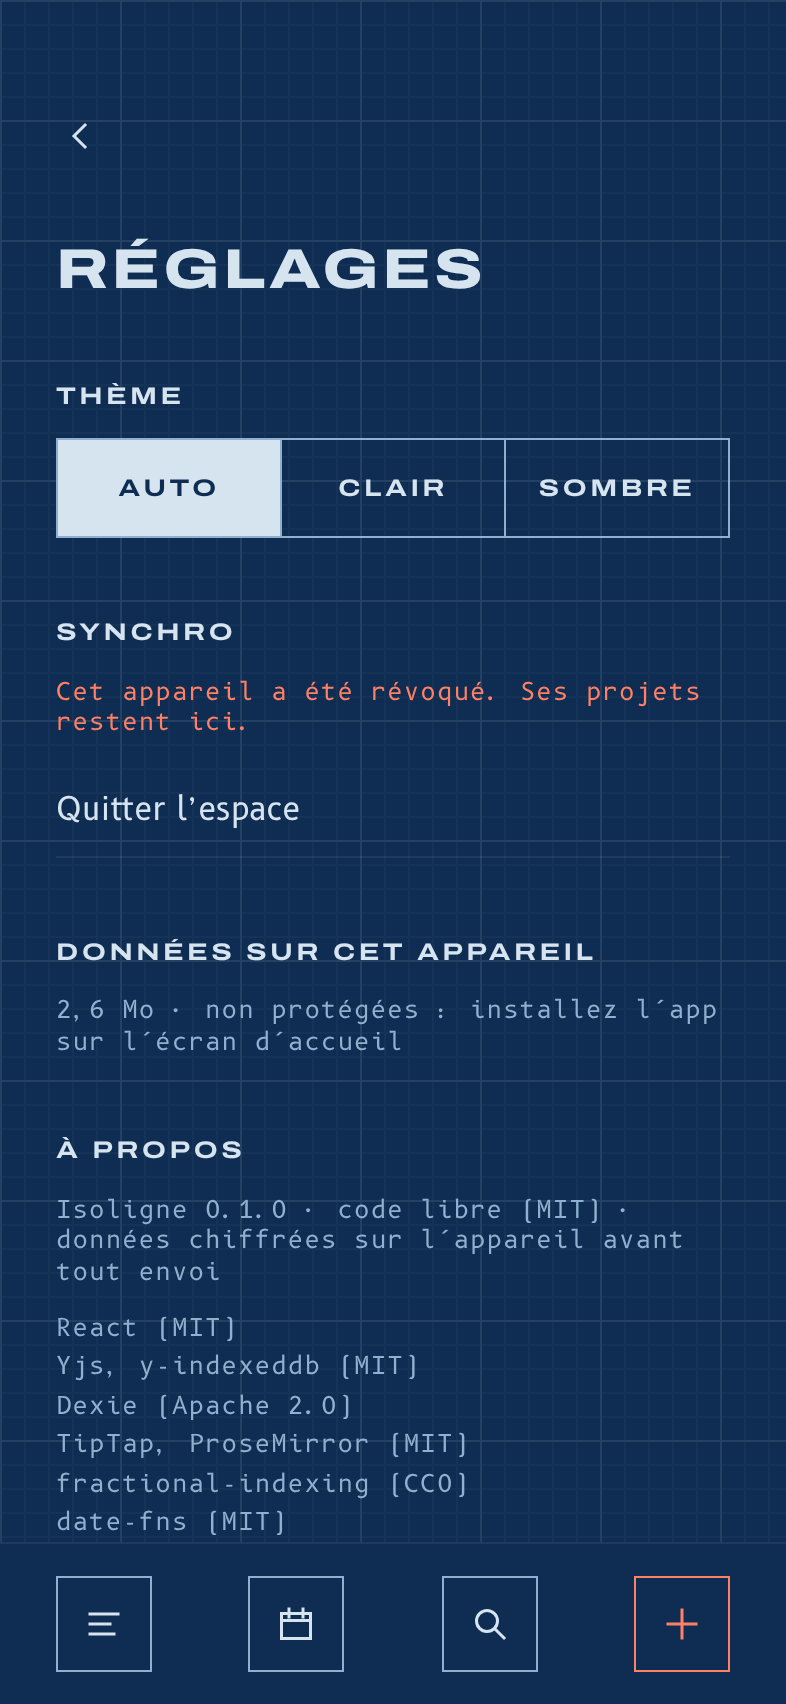 RÉGLAGES
THÈME
AUTO CLAIR SOMBRE
SYNCHRO
Cet appareil a été révoqué. Ses projets
restent ici.
Quitter l’espace
DONNÉES SUR CET APPAREIL
2,6 Mo · non protégées : installez l´app
sur l´écran d´accueil
À PROPOS
Isoligne 0.1.0 · code libre (MIT) ·
données chiffrées sur l´appareil avant
tout envoi
React (MIT)
Yjs, y-indexeddb (MIT)
Dexie (Apache 2.0)
TipTap, ProseMirror (MIT)
fractional-indexing (CC0)
date-fns (MIT)